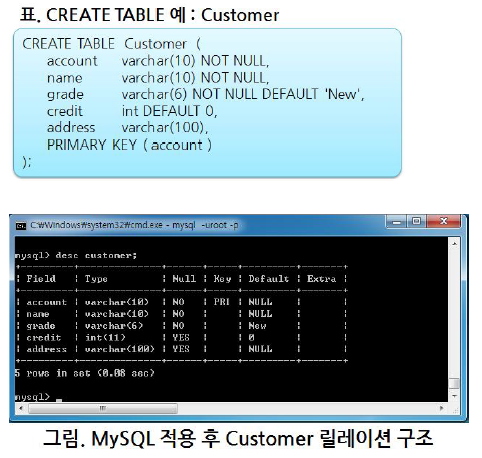 표. CREATE TABLE 예 : Customer
CREATE TABLE Customer (
account varchar(10) NOT NULL,
name varchar(10) NOT NULL,
grade varchar(6) NOT NULL DEFAULT 'New',
credit int DEFAULT 0,
address varchar(100),
PRIMARY KEY ( account )
);
C:\Windows\system32\cmd.exe - mysql -uroot -p
mysql> desc customer;
+---------+--------------+------+-----+---------+-------+
| Field | Type | Null | Key | Default | Extra |
+---------+--------------+------+-----+---------+-------+
| account | varchar(10) | NO | PRI | NULL | |
| name | varchar(10) | NO | | NULL | |
| grade | varchar(6) | NO | | New | |
| credit | int(11) | YES | | 0 | |
| address | varchar(100) | YES | | NULL | |
+---------+--------------+------+-----+---------+-------+
5 rows in set (0.08 sec)
mysql> _
그림. MySQL 적용 후 Customer 릴레이션 구조